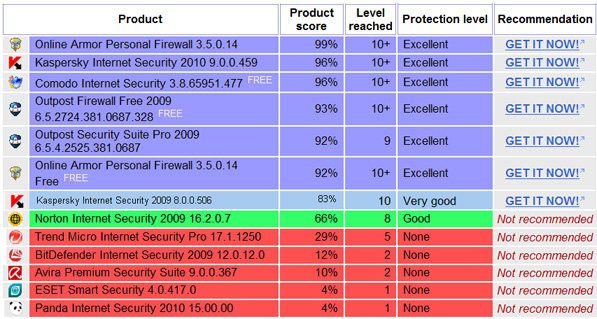 Product Product score Level reached Protection level Recommendation
Online Armor Personal Firewall 3.5.0.14 99% 10+ Excellent GET IT NOW!
Kaspersky Internet Security 2010 9.0.0.459 96% 10+ Excellent GET IT NOW!
Comodo Internet Security 3.8.65951.477 FREE 96% 10+ Excellent GET IT NOW!
Outpost Firewall Free 2009
6.5.2724.381.0687.328 FREE 93% 10+ Excellent GET IT NOW!
Outpost Security Suite Pro 2009
6.5.4.2525.381.0687 92% 9 Excellent GET IT NOW!
Online Armor Personal Firewall 3.5.0.14
Free FREE 92% 10+ Excellent GET IT NOW!
Kaspersky Internet Security 2009 8.0.0.506 83% 10 Very good GET IT NOW!
Norton Internet Security 2009 16.2.0.7 66% 8 Good Not recommended
Trend Micro Internet Security Pro 17.1.1250 29% 5 None Not recommended
BitDefender Internet Security 2009 12.0.12.0 12% 2 None Not recommended
Avira Premium Security Suite 9.0.0.367 10% 2 None Not recommended
ESET Smart Security 4.0.417.0 4% 1 None Not recommended
Panda Internet Security 2010 15.00.00 4% 1 None Not recommended